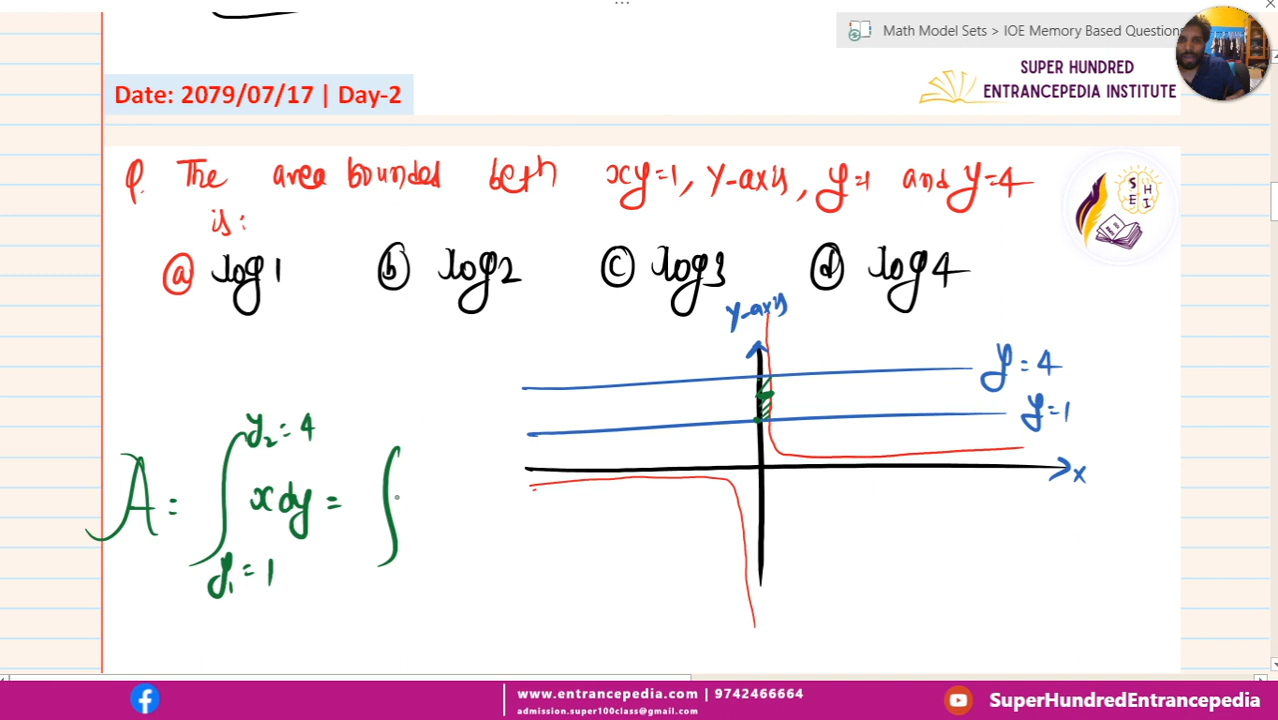 Math Model Sets > IOE Memory Based Question
Date: 2079/07/17 | Day-2
SUPER HUNDRED
ENTRANCEPEDIA INSTITUTE
Q. The area bounded betn xy=1, y-axis, y=1 and y=4
is:
ⓐ log1 ⓑ log2 ⓒ log3 ⓓ log4
S H
E I
y-axis
y=4
y=1
x
A = ∫ x dy = ∫
y₂=4
y₁=1
www.entrancepedia.com | 9742466664
admission.super100class@gmail.com
SuperHundredEntrancepedia